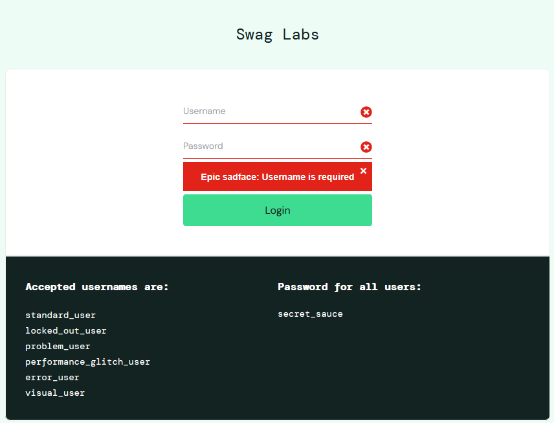 Swag Labs
Username
Password
Epic sadface: Username is required
Login
Accepted usernames are:
standard_user
locked_out_user
problem_user
performance_glitch_user
error_user
visual_user
Password for all users:
secret_sauce